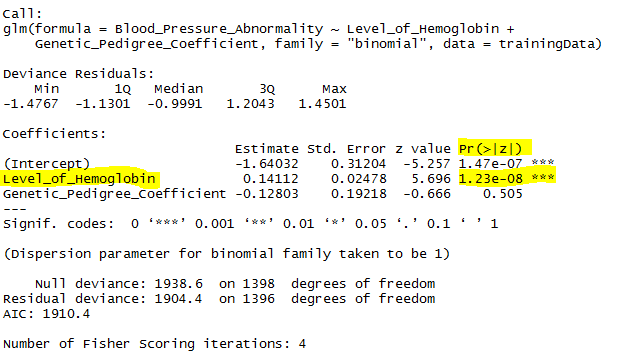 Call:
glm(formula = Blood_Pressure_Abnormality ~ Level_of_Hemoglobin +
    Genetic_Pedigree_Coefficient, family = "binomial", data = trainingData)
Deviance Residuals:
    Min      1Q  Median      3Q     Max
-1.4767 -1.1301 -0.9991  1.2043  1.4501
Coefficients:
                             Estimate Std. Error z value Pr(>|z|)
(Intercept)                  -1.64032    0.31204  -5.257 1.47e-07 ***
Level_of_Hemoglobin           0.14112    0.02478   5.696 1.23e-08 ***
Genetic_Pedigree_Coefficient -0.12803    0.19218  -0.666    0.505
---
Signif. codes:  0 ‘***’ 0.001 ‘**’ 0.01 ‘*’ 0.05 ‘.’ 0.1 ‘ ’ 1
(Dispersion parameter for binomial family taken to be 1)
    Null deviance: 1938.6  on 1398  degrees of freedom
Residual deviance: 1904.4  on 1396  degrees of freedom
AIC: 1910.4
Number of Fisher Scoring iterations: 4